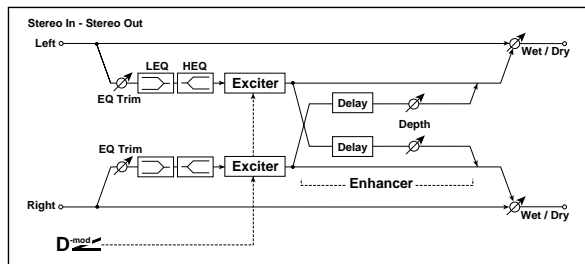 Stereo In - Stereo Out
Left
Wet / Dry
LEQ HEQ
EQ Trim
Exciter
Delay
Depth
EQ Trim
Delay
Exciter
Enhancer
Right
Wet / Dry
D-mod